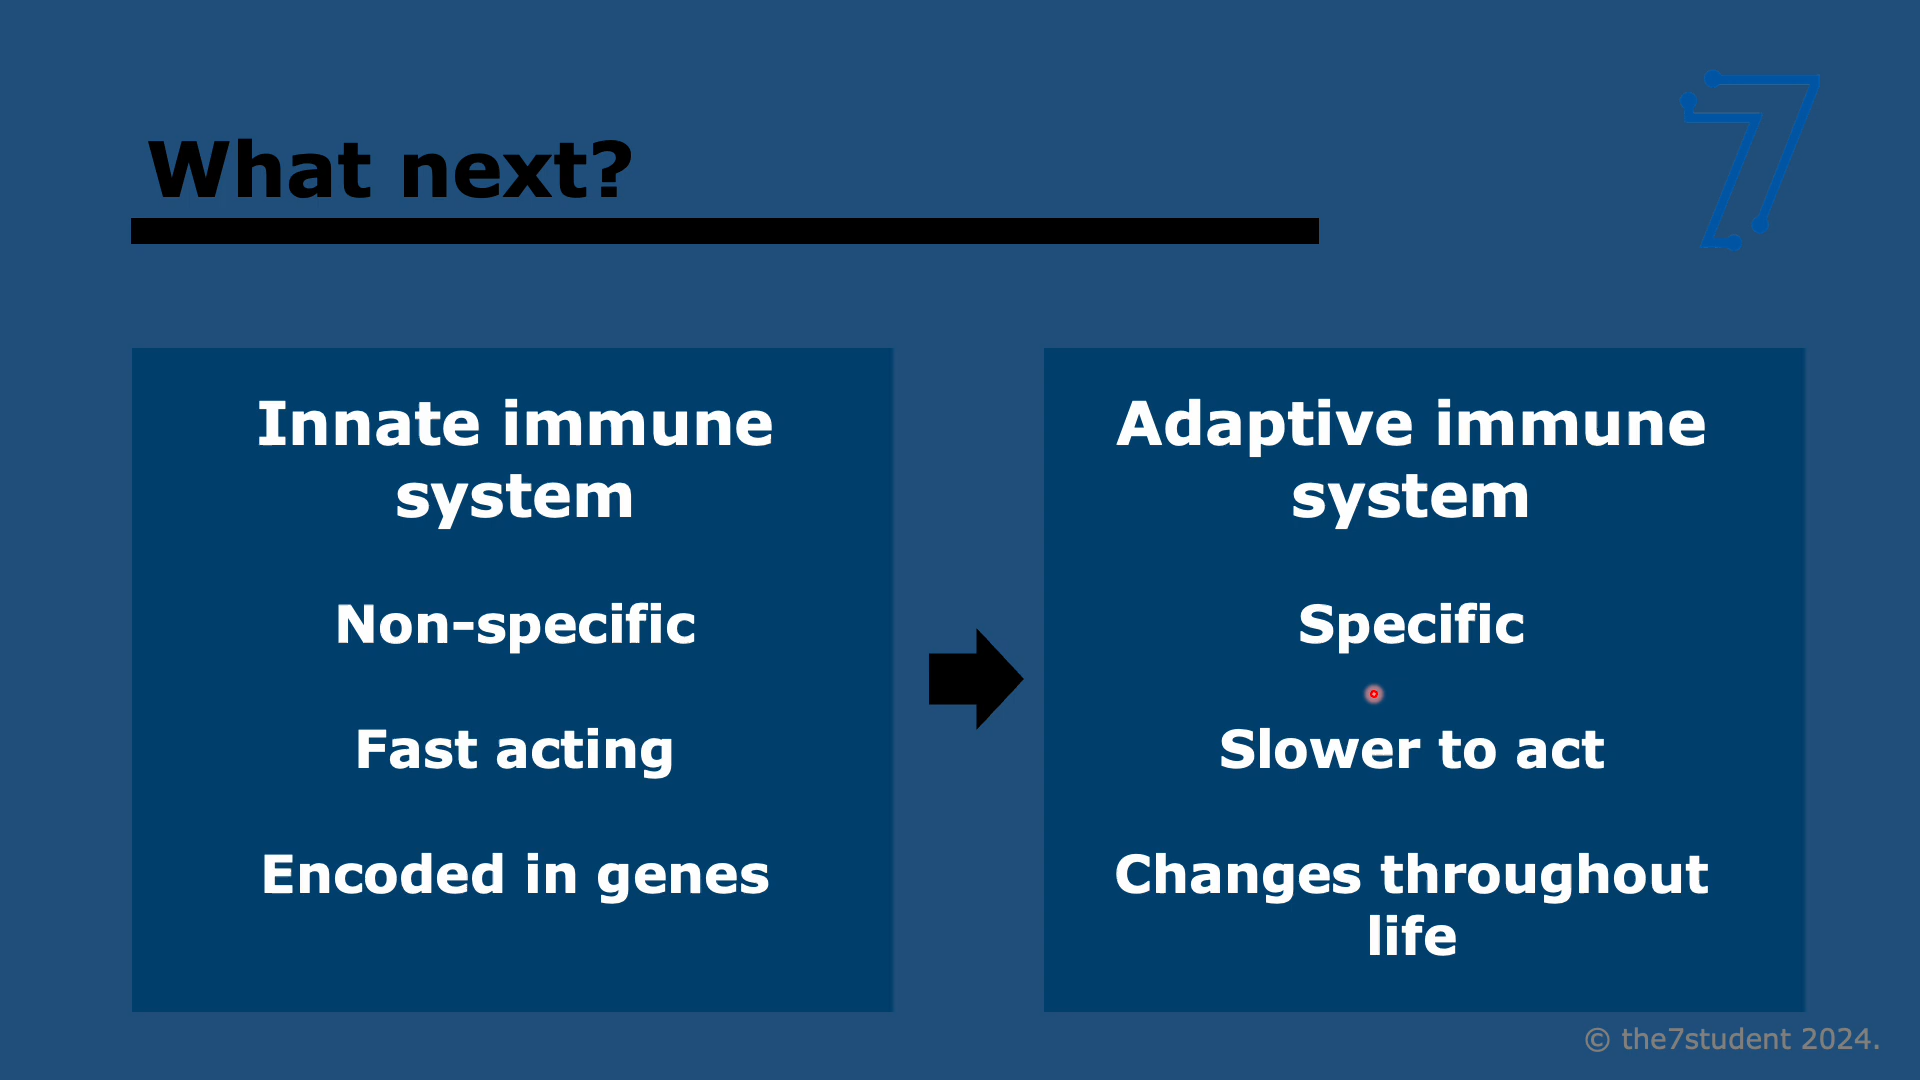 What next?
Innate immune
system
Non-specific
Fast acting
Encoded in genes
Adaptive immune
system
Specific
Slower to act
Changes throughout
life
© the7student 2024.